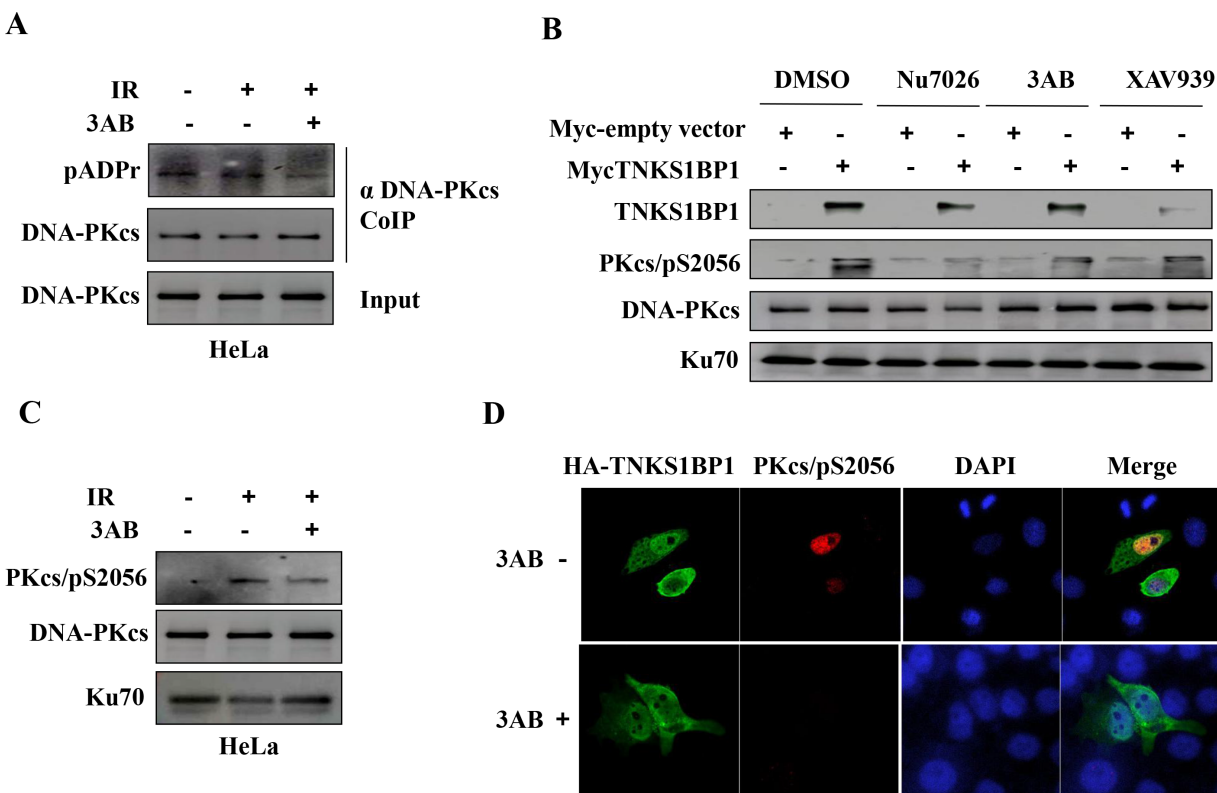 A
IR - + +
3AB - - +
pADPr
DNA-PKcs
α DNA-PKcs
CoIP
DNA-PKcs
Input
HeLa
B
DMSO Nu7026 3AB XAV939
Myc-empty vector + - + - + - + -
MycTNKS1BP1 - + - + - + - +
TNKS1BP1
PKcs/pS2056
DNA-PKcs
Ku70
C
IR - + +
3AB - - +
PKcs/pS2056
DNA-PKcs
Ku70
HeLa
D
HA-TNKS1BP1 PKcs/pS2056 DAPI Merge
3AB -
3AB +